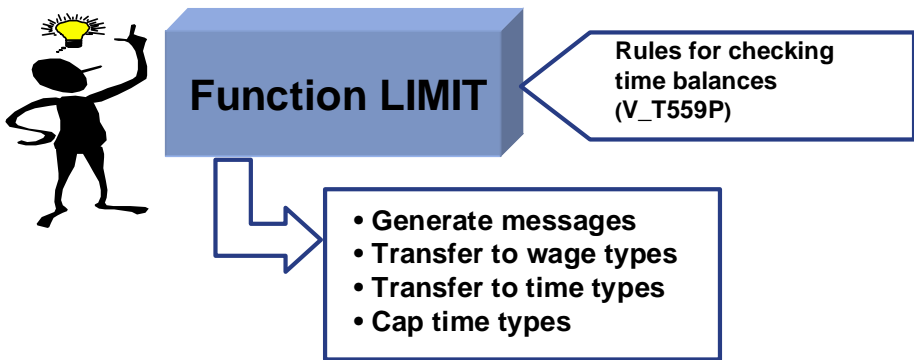 Function LIMIT
Rules for checking
time balances
(V_T559P)
• Generate messages
• Transfer to wage types
• Transfer to time types
• Cap time types